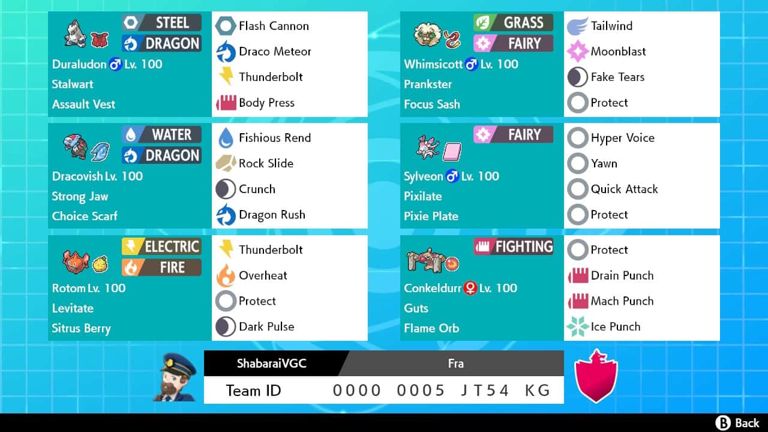 STEEL
DRAGON
Duraludon♂ Lv. 100
Stalwart
Assault Vest
Flash Cannon
Draco Meteor
Thunderbolt
Body Press
GRASS
FAIRY
Whimsicott♂ Lv. 100
Prankster
Focus Sash
Tailwind
Moonblast
Fake Tears
Protect
WATER
DRAGON
Dracovish Lv. 100
Strong Jaw
Choice Scarf
Fishious Rend
Rock Slide
Crunch
Dragon Rush
FAIRY
Sylveon♂ Lv. 100
Pixilate
Pixie Plate
Hyper Voice
Yawn
Quick Attack
Protect
ELECTRIC
FIRE
Rotom Lv. 100
Levitate
Sitrus Berry
Thunderbolt
Overheat
Protect
Dark Pulse
FIGHTING
Conkeldurr♀ Lv. 100
Guts
Flame Orb
Protect
Drain Punch
Mach Punch
Ice Punch
ShabaraiVGC Fra
Team ID 0000 0005 JT54 KG
B Back